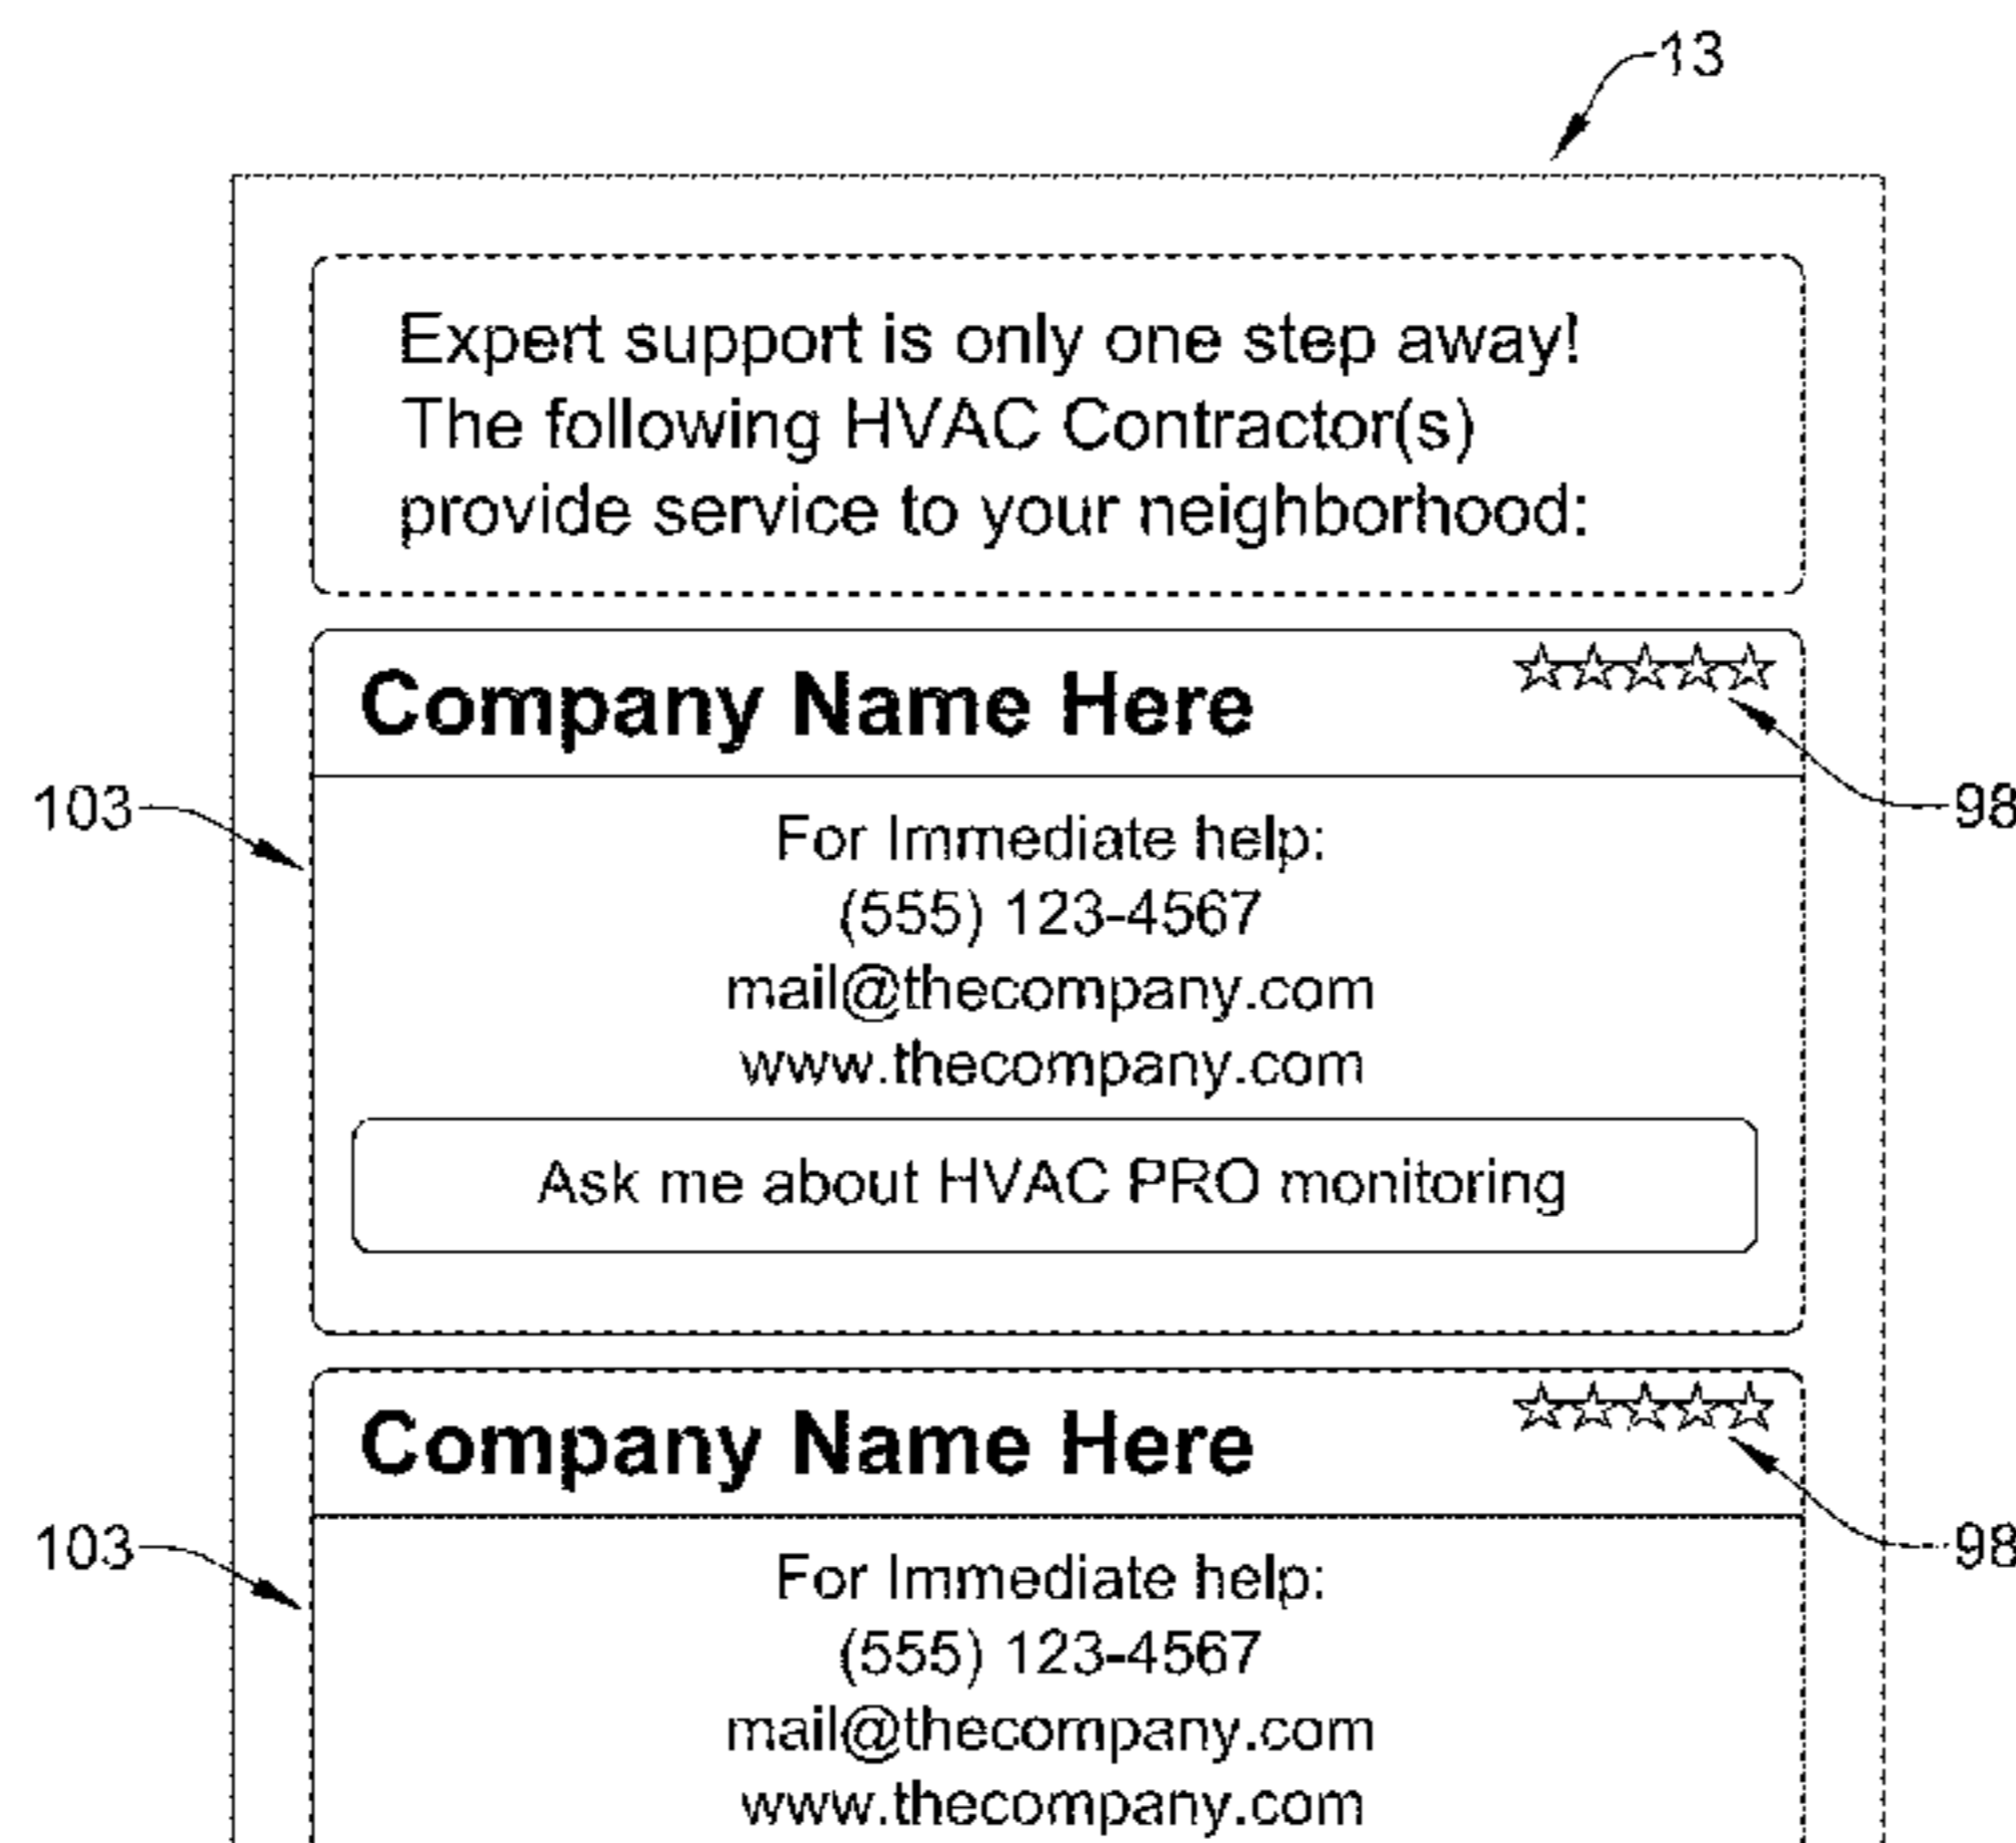 13
Expert support is only one step away!
The following HVAC Contractor(s)
provide service to your neighborhood:
Company Name Here
98
103
For Immediate help:
(555) 123-4567
mail@thecompany.com
www.thecompany.com
Ask me about HVAC PRO monitoring
Company Name Here
98
103
For Immediate help:
(555) 123-4567
mail@thecompany.com
www.thecompany.com